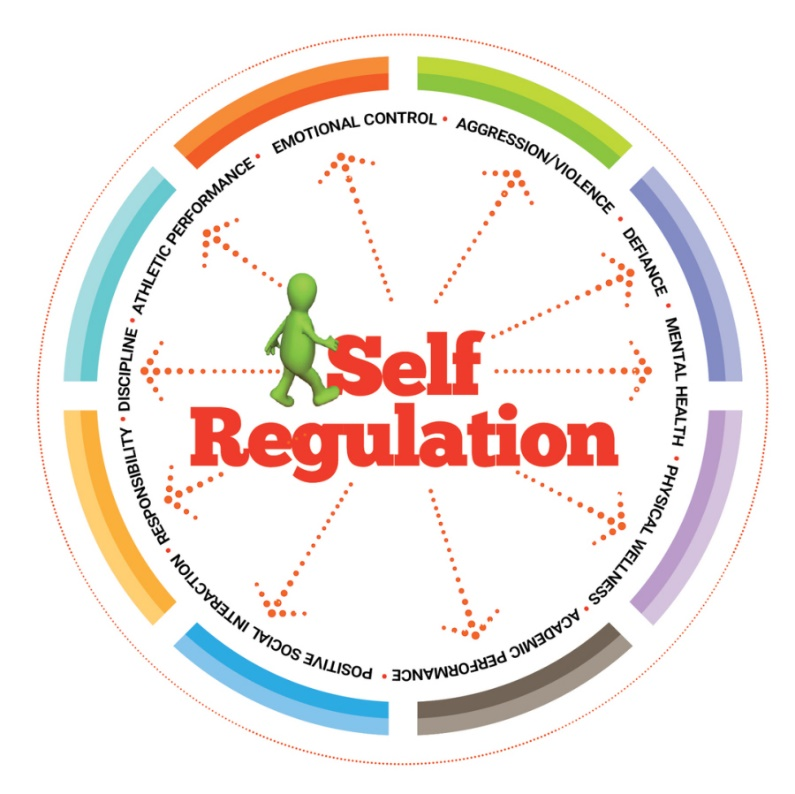 Self
Regulation
EMOTIONAL CONTROL • AGGRESSION/VIOLENCE • DEFIANCE • MENTAL HEALTH • PHYSICAL WELLNESS • ACADEMIC PERFORMANCE • POSITIVE SOCIAL INTERACTION • RESPONSIBILITY • DISCIPLINE • ATHLETIC PERFORMANCE •